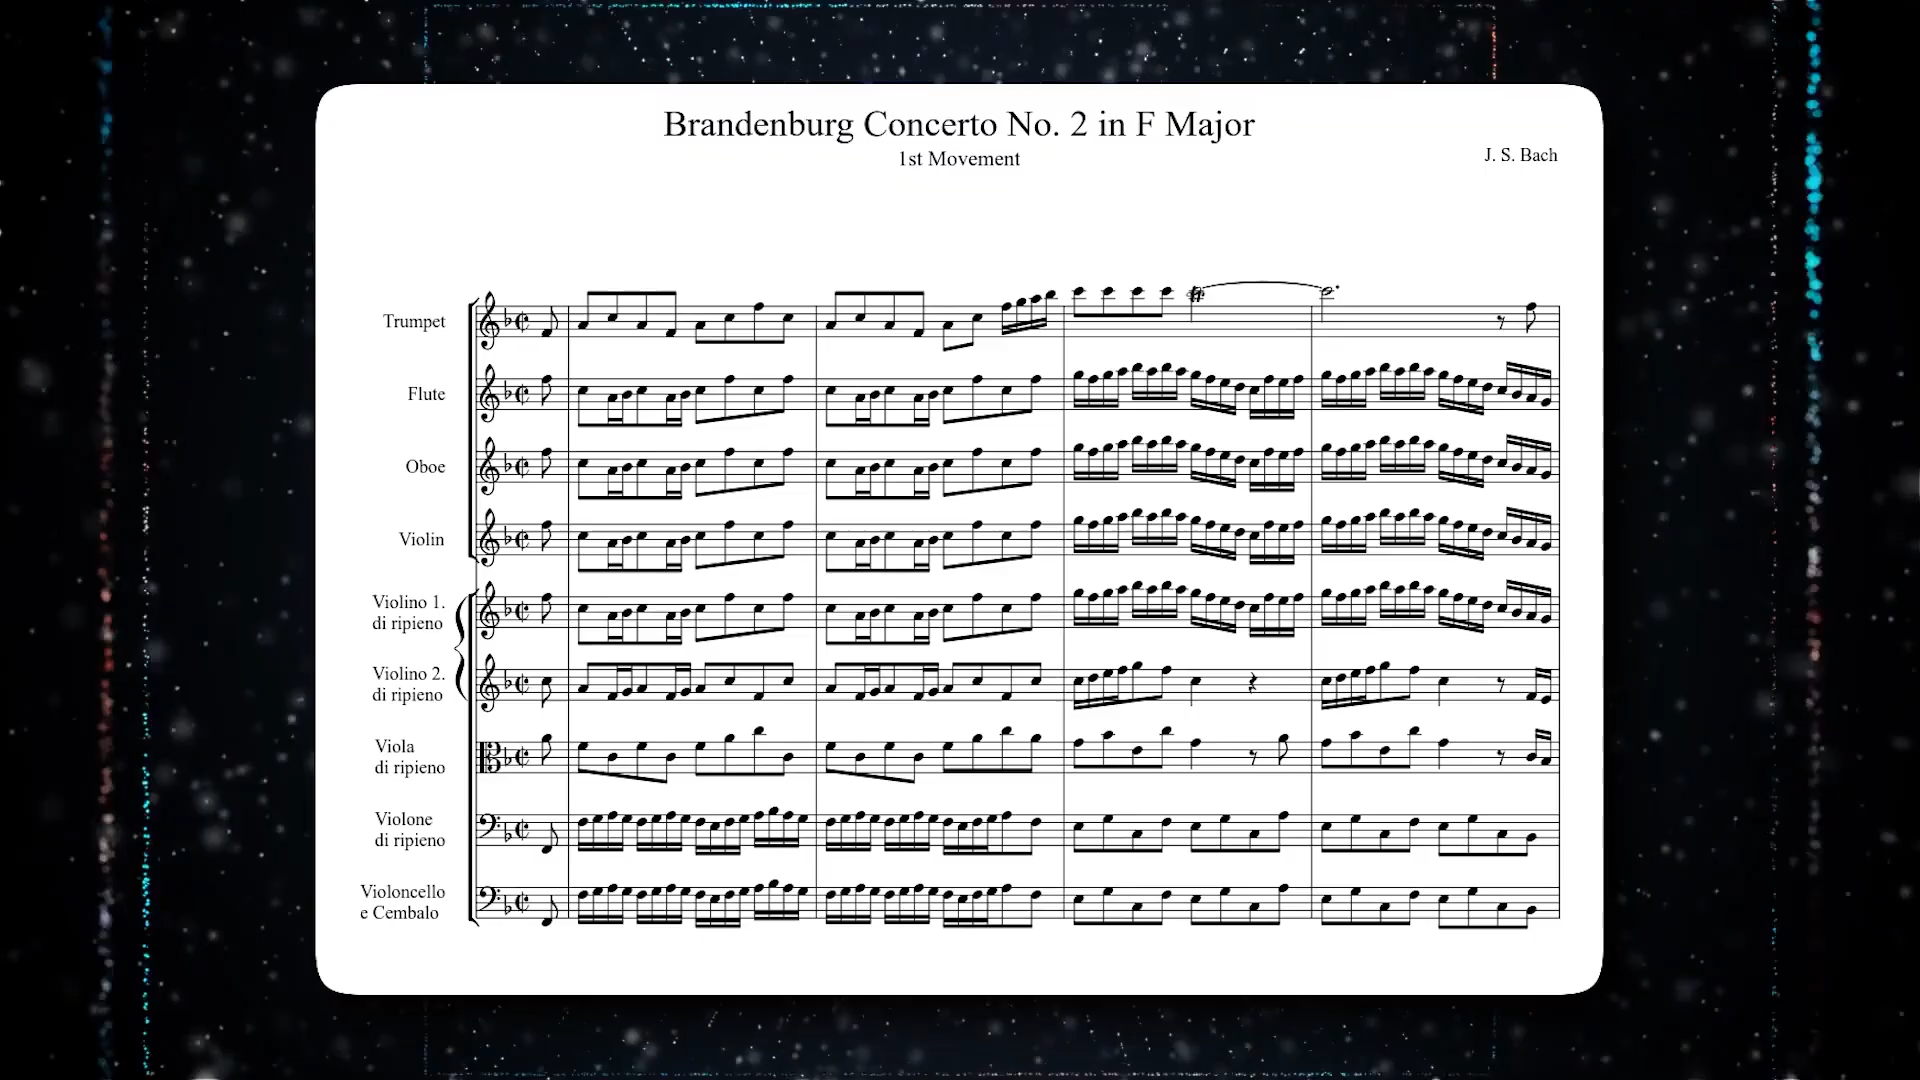 Brandenburg Concerto No. 2 in F Major
1st Movement
J. S. Bach
Trumpet
Flute
Oboe
Violin
Violino 1.
di ripieno
Violino 2.
di ripieno
Viola
di ripieno
Violone
di ripieno
Violoncello
e Cembalo